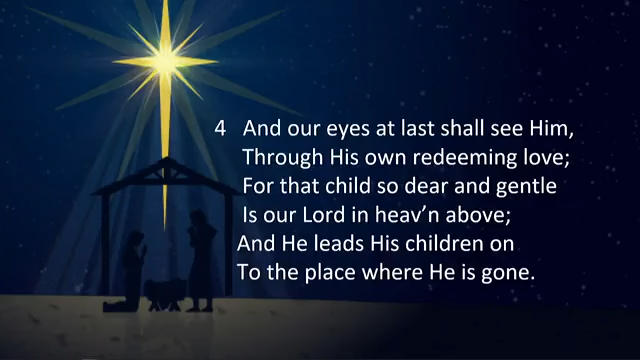 4 And our eyes at last shall see Him,
Through His own redeeming love;
For that child so dear and gentle
Is our Lord in heav’n above;
And He leads His children on
To the place where He is gone.